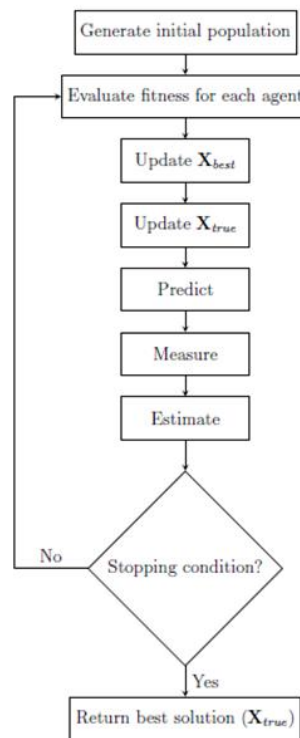 Generate initial population
Evaluate fitness for each agent
Update X_best
Update X_true
Predict
Measure
Estimate
No
Stopping condition?
Yes
Return best solution (X_true)